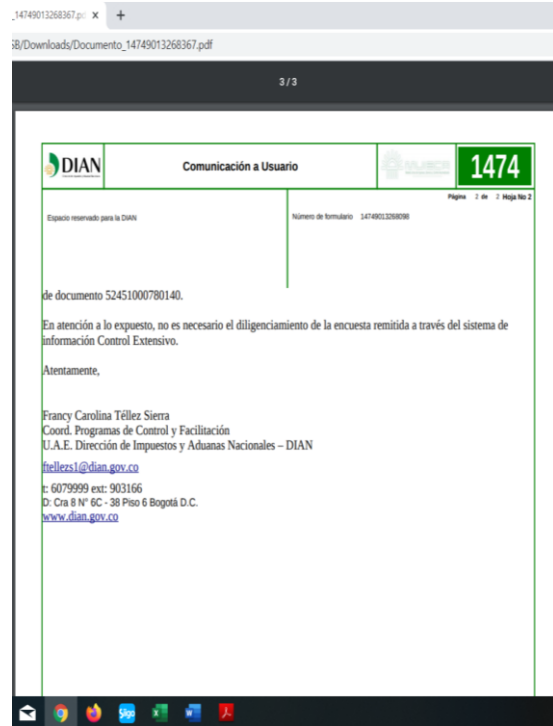 _14749013268367.pd x +
SB/Downloads/Documento_14749013268367.pdf
3/3
DIAN
Comunicación a Usuario
MUISCA
1474
Página 2 de 2 Hoja No 2
Espacio reservado para la DIAN
Número de formulario 14749013268098
de documento 52451000780140.
En atención a lo expuesto, no es necesario el diligenciamiento de la encuesta remitida a través del sistema de
información Control Extensivo.
Atentamente,
Francy Carolina Téllez Sierra
Coord. Programas de Control y Facilitación
U.A.E. Dirección de Impuestos y Aduanas Nacionales – DIAN
ftellezs1@dian.gov.co
t: 6079999 ext: 903166
D: Cra 8 N° 6C - 38 Piso 6 Bogotá D.C.
www.dian.gov.co
Sigo